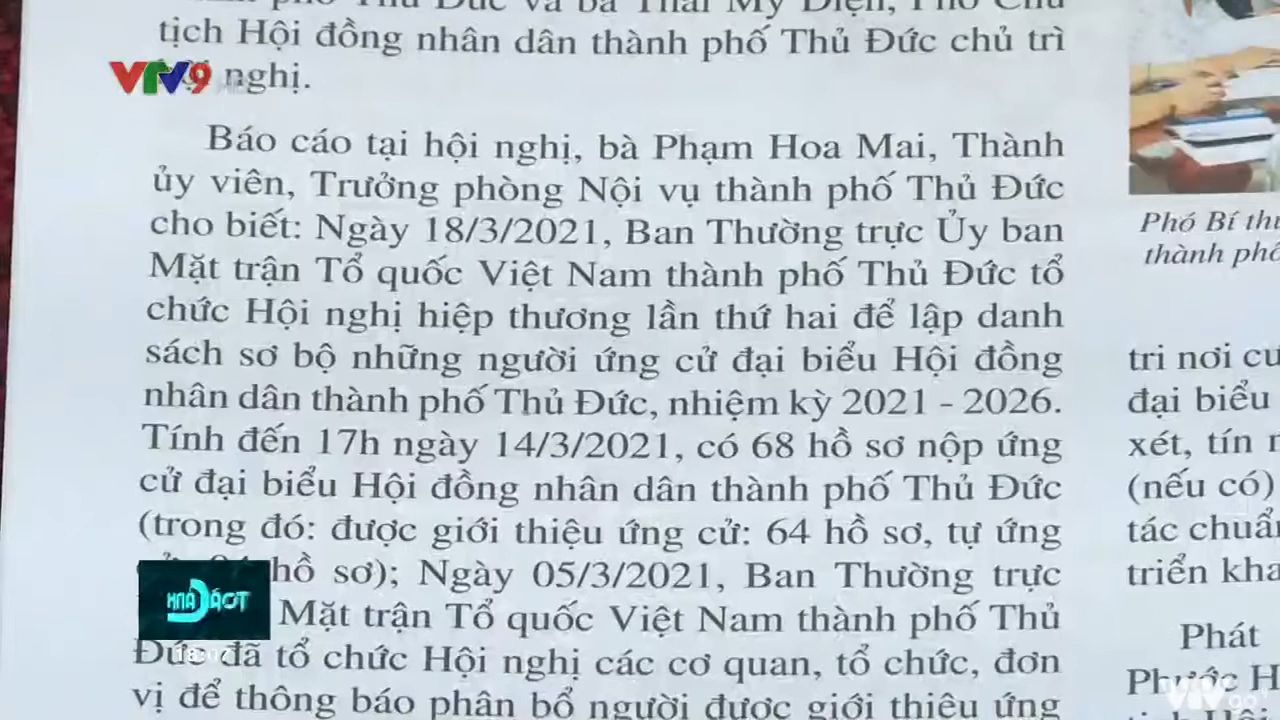 tịch Hội đồng nhân dân thành phố Thủ Đức chủ trì
VTV9 nghị.
Báo cáo tại hội nghị, bà Phạm Hoa Mai, Thành
ủy viên, Trưởng phòng Nội vụ thành phố Thủ Đức
cho biết: Ngày 18/3/2021, Ban Thường trực Ủy ban
Mặt trận Tổ quốc Việt Nam thành phố Thủ Đức tổ
chức Hội nghị hiệp thương lần thứ hai để lập danh
sách sơ bộ những người ứng cử đại biểu Hội đồng
nhân dân thành phố Thủ Đức, nhiệm kỳ 2021 - 2026.
Tính đến 17h ngày 14/3/2021, có 68 hồ sơ nộp ứng
cử đại biểu Hội đồng nhân dân thành phố Thủ Đức
(trong đó: được giới thiệu ứng cử: 64 hồ sơ, tự ứng
hồ sơ); Ngày 05/3/2021, Ban Thường trực
Mặt trận Tổ quốc Việt Nam thành phố Thủ
Đức đã tổ chức Hội nghị các cơ quan, tổ chức, đơn
vị để thông báo phân bổ người được giới thiệu ứng
Phó Bí thư
thành phố
tri nơi cư
đại biểu
xét, tín
(nếu có)
tác chuẩn
triển kha
Phát
Phước H
VTV go